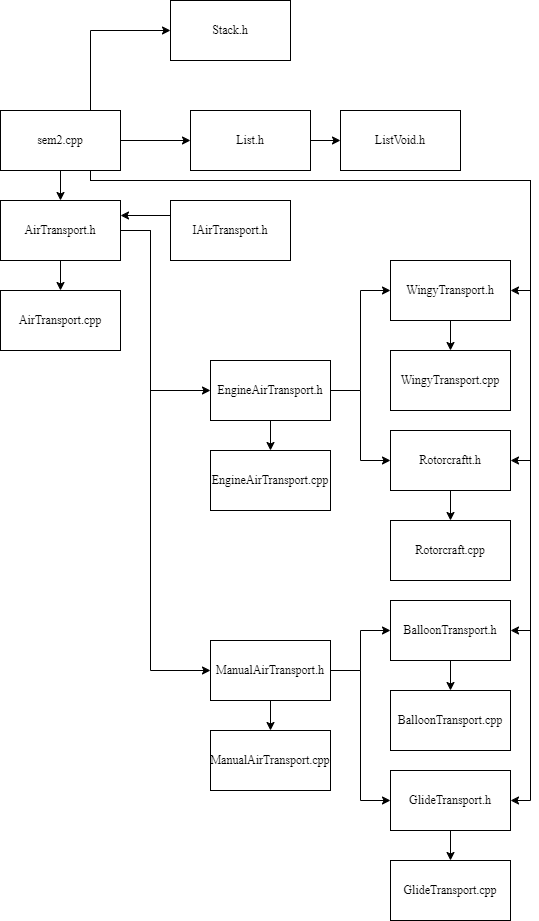 Stack.h
sem2.cpp
List.h
ListVoid.h
AirTransport.h
IAirTransport.h
AirTransport.cpp
WingyTransport.h
EngineAirTransport.h
WingyTransport.cpp
Rotorcraftt.h
EngineAirTransport.cpp
Rotorcraft.cpp
BalloonTransport.h
ManualAirTransport.h
BalloonTransport.cpp
ManualAirTransport.cpp
GlideTransport.h
GlideTransport.cpp